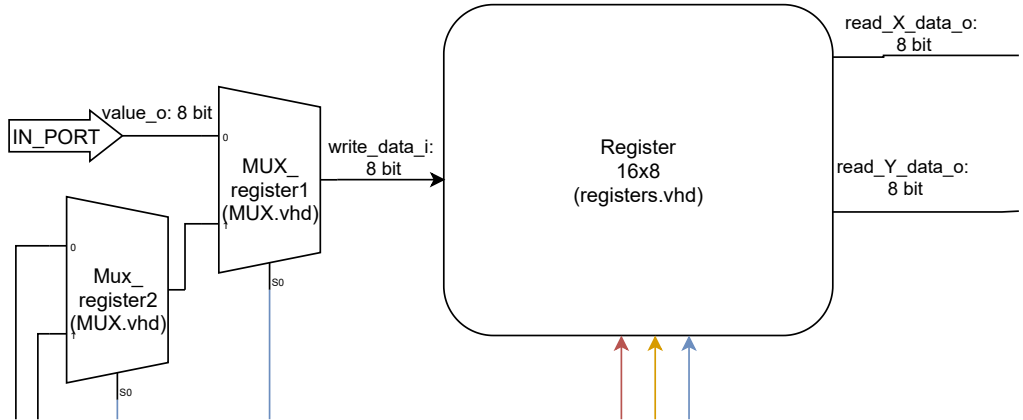 read_X_data_o:
8 bit
value_o: 8 bit
IN_PORT
0
MUX_
register1
(MUX.vhd)
1
S0
write_data_i:
8 bit
Register
16x8
(registers.vhd)
read_Y_data_o:
8 bit
0
Mux_
register2
(MUX.vhd)
1
S0